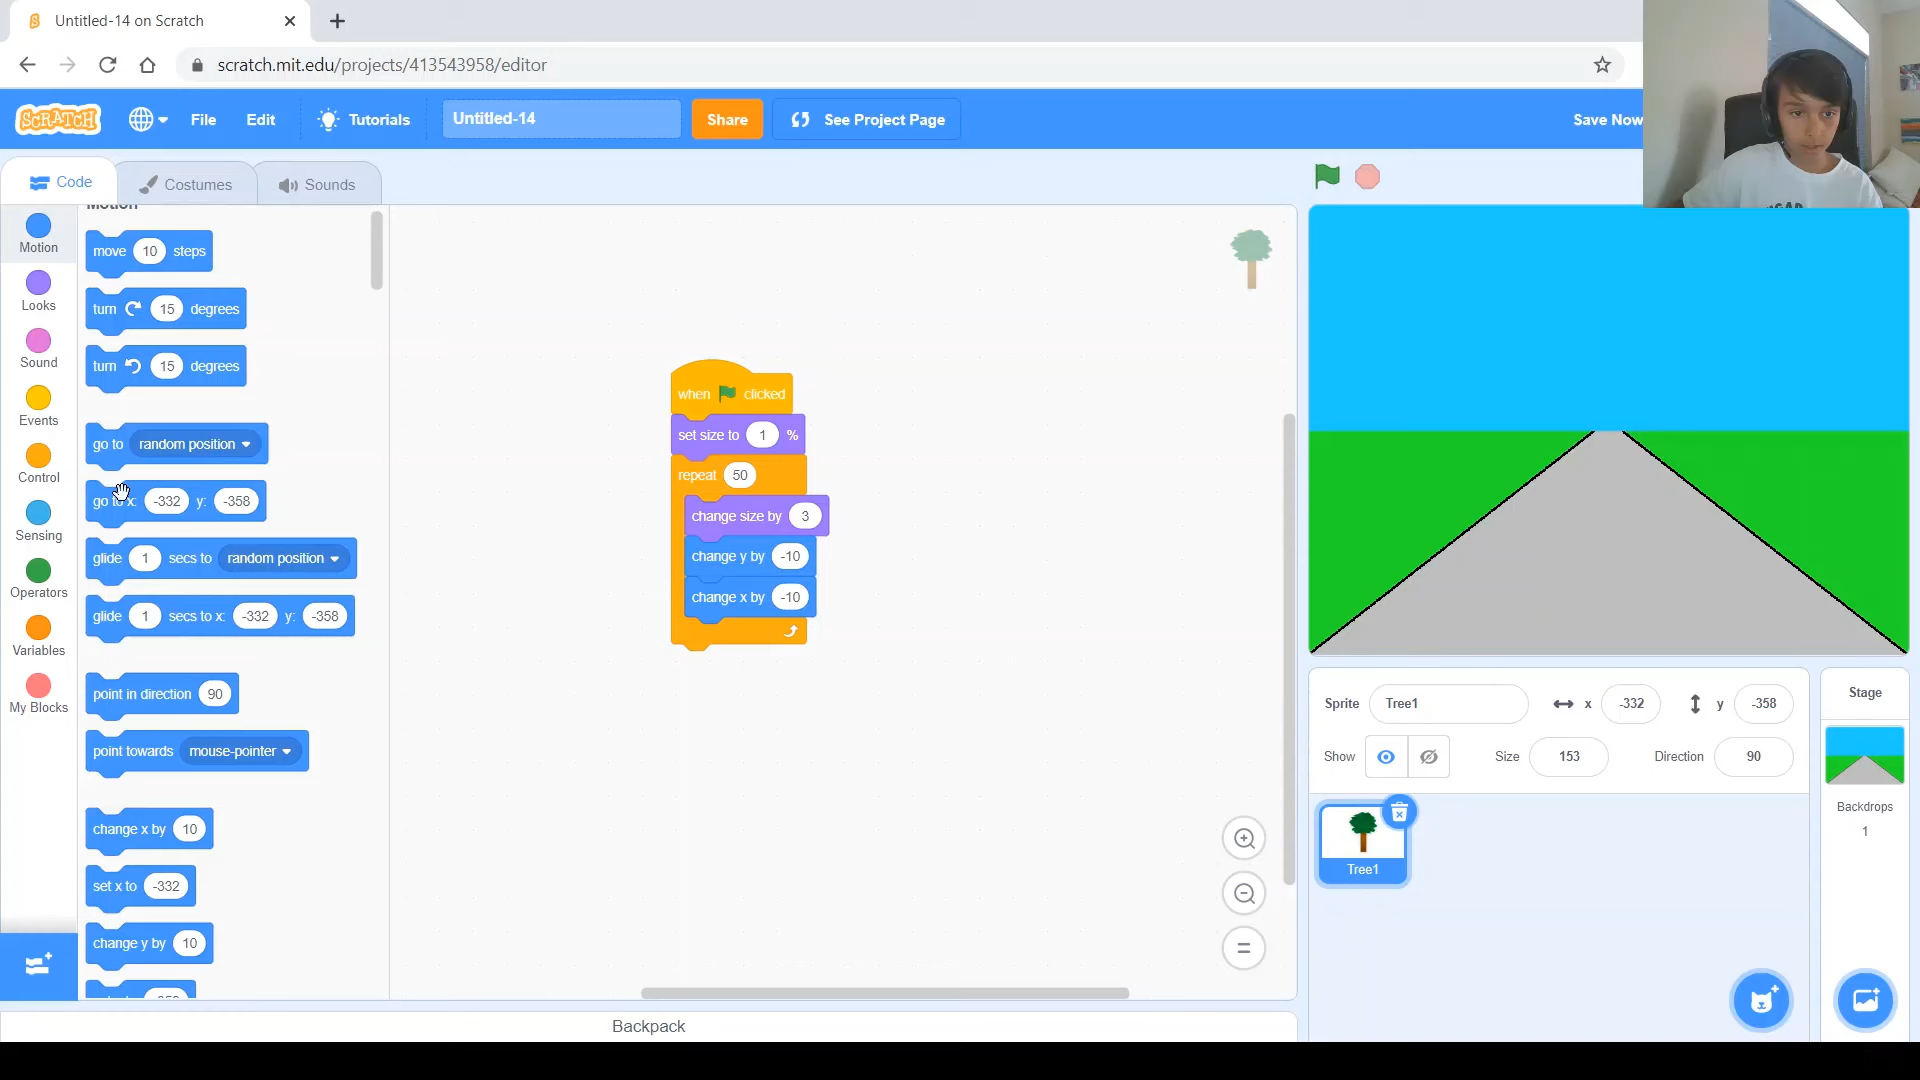 Untitled-14 on Scratch
scratch.mit.edu/projects/413543958/editor
SCRATCH
File
Edit
Tutorials
Untitled-14
Share
See Project Page
Save Now
Code
Costumes
Sounds
Motion
Looks
Sound
Events
Control
Sensing
Operators
Variables
My Blocks
Motion
move 10 steps
turn 15 degrees
turn 15 degrees
go to random position
go to x: -332 y: -358
glide 1 secs to random position
glide 1 secs to x: -332 y: -358
point in direction 90
point towards mouse-pointer
change x by 10
set x to -332
change y by 10
when clicked
set size to 1 %
repeat 50
change size by 3
change y by -10
change x by -10
Sprite Tree1 x -332 y -358
Show Size 153 Direction 90
Tree1
Stage
Backdrops
1
Backpack